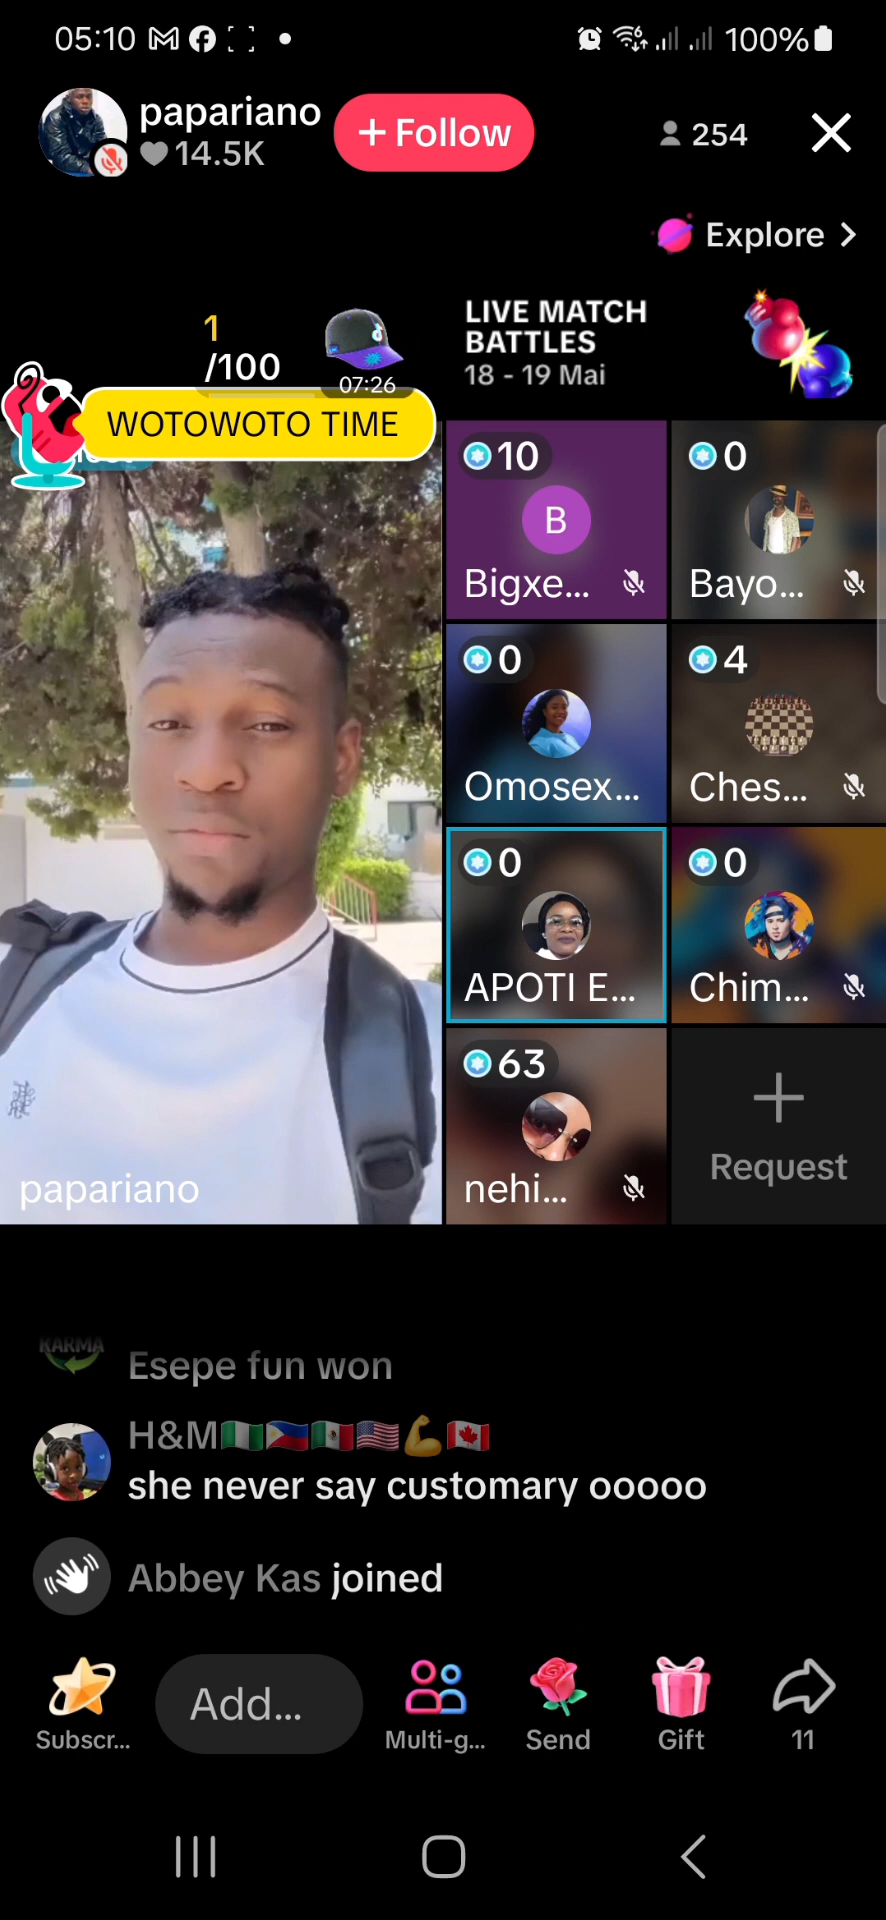 05:10
100%
papariano
14.5K
+ Follow
254
Explore >
1
/100
07:26
LIVE MATCH
BATTLES
18 - 19 Mai
WOTOWOTO TIME
10
B
Bigxe...
0
Bayo...
0
Omosex...
4
Ches...
0
APOTI E...
0
Chim...
63
nehi...
Request
papariano
KARMA
Esepe fun won
H&M🇳🇬🇵🇭🇲🇽🇺🇸💪🇨🇦
she never say customary ooooo
Abbey Kas joined
Add...
Subscr...
Multi-g...
Send
Gift
11